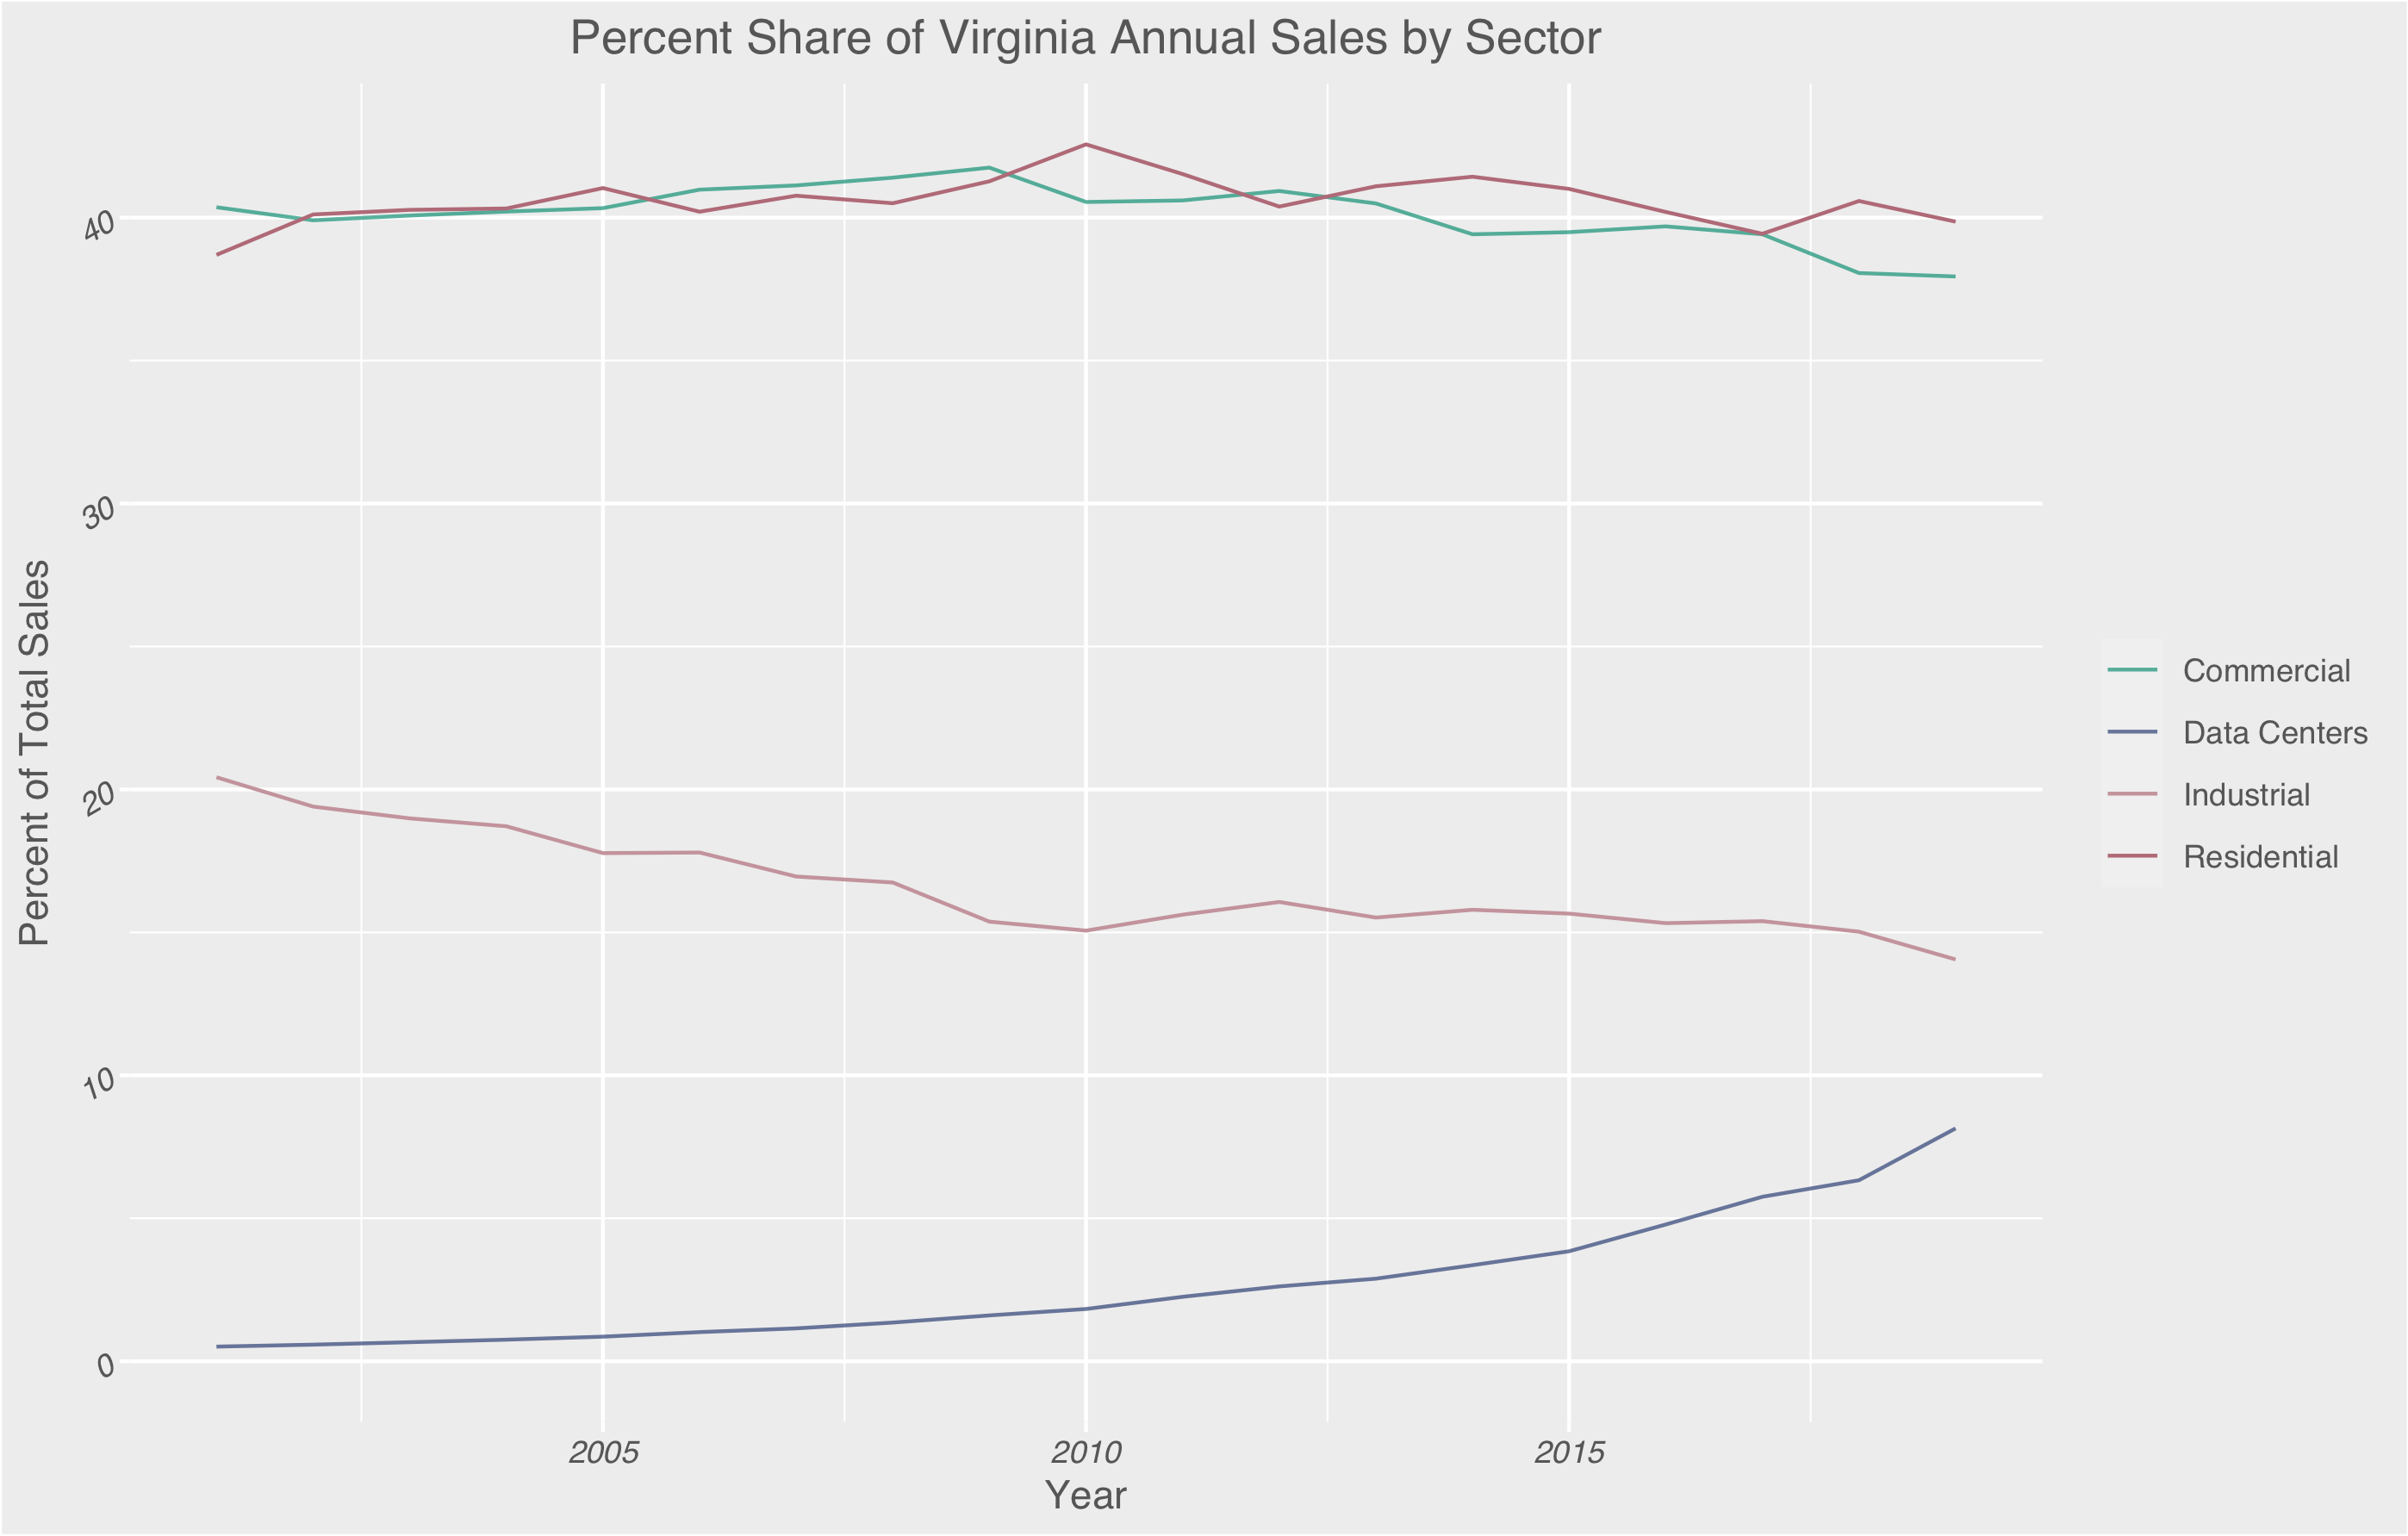 Percent Share of Virginia Annual Sales by Sector
Percent of Total Sales
40
30
20
10
0
2005
2010
2015
Year
Commercial
Data Centers
Industrial
Residential